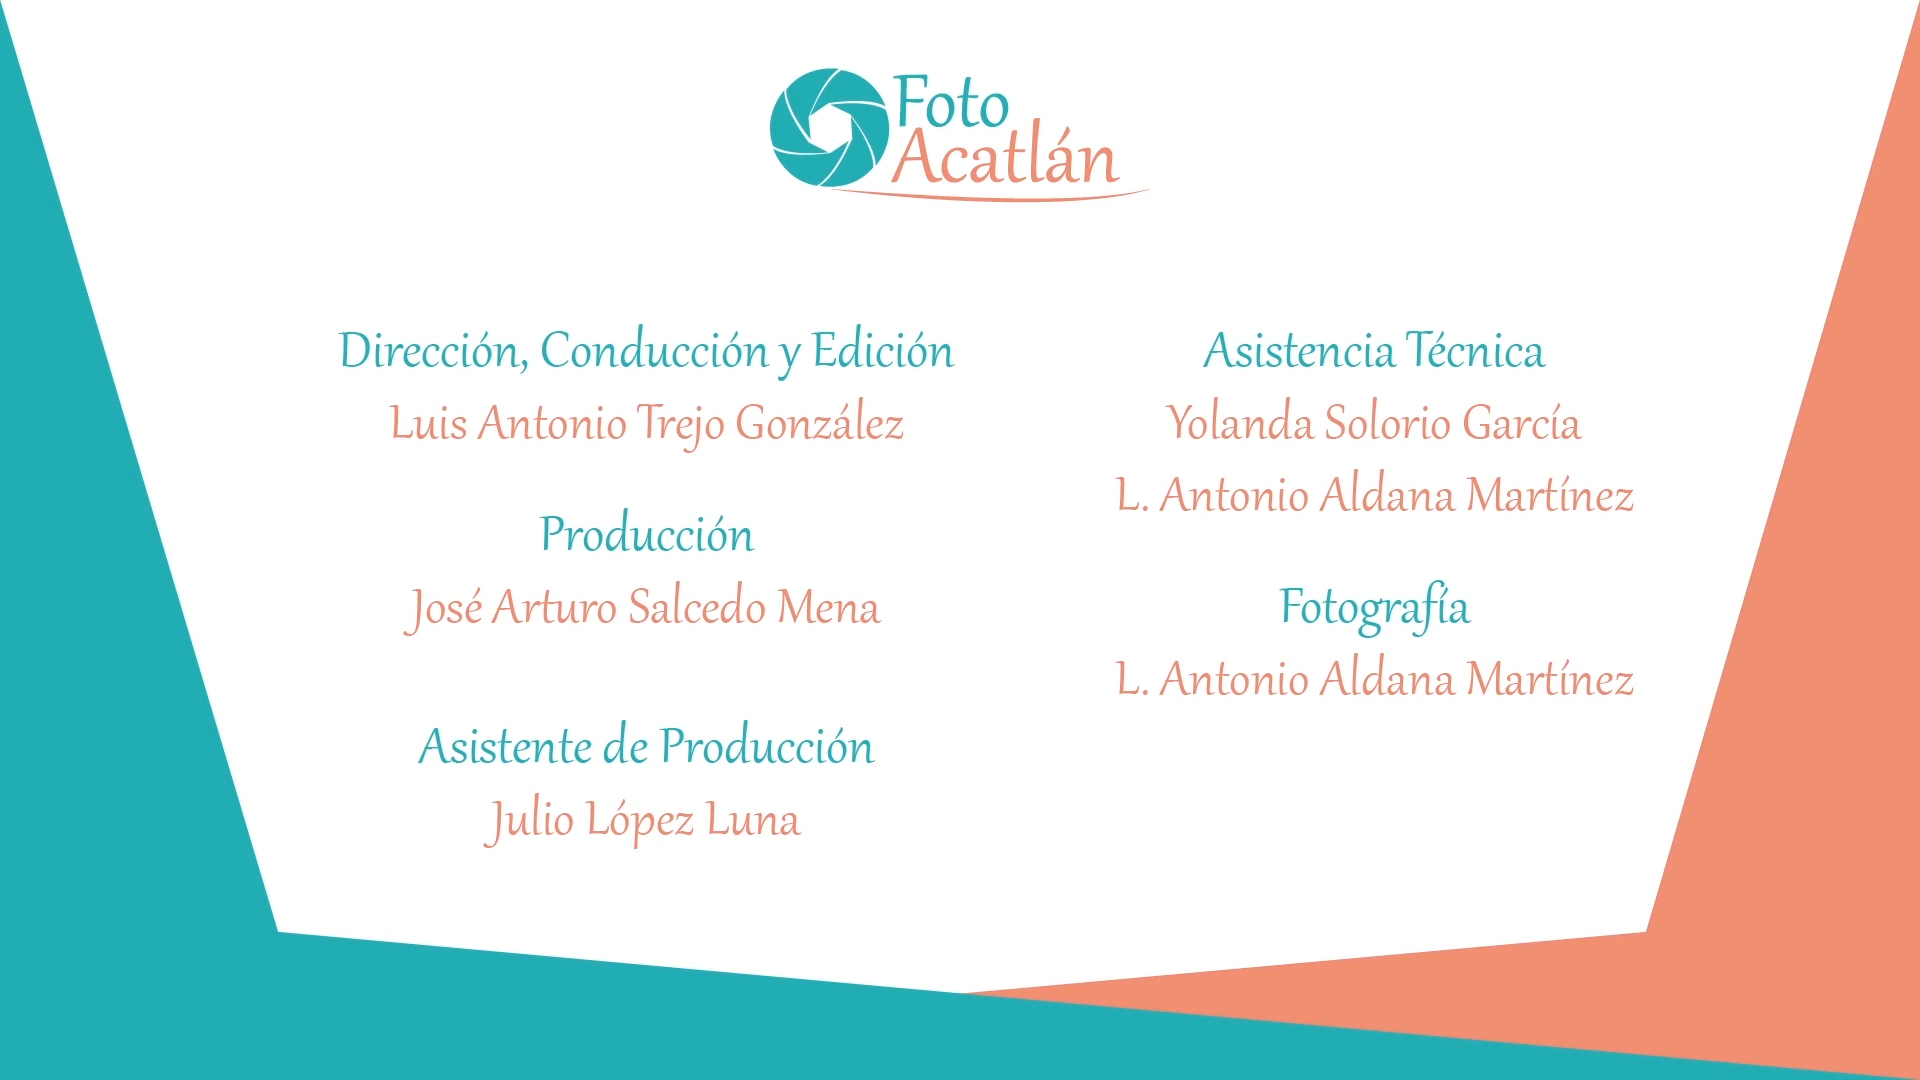 Foto
Acatlán
Dirección, Conducción y Edición
Luis Antonio Trejo González
Producción
José Arturo Salcedo Mena
Asistente de Producción
Julio López Luna
Asistencia Técnica
Yolanda Solorio García
L. Antonio Aldana Martínez
Fotografía
L. Antonio Aldana Martínez